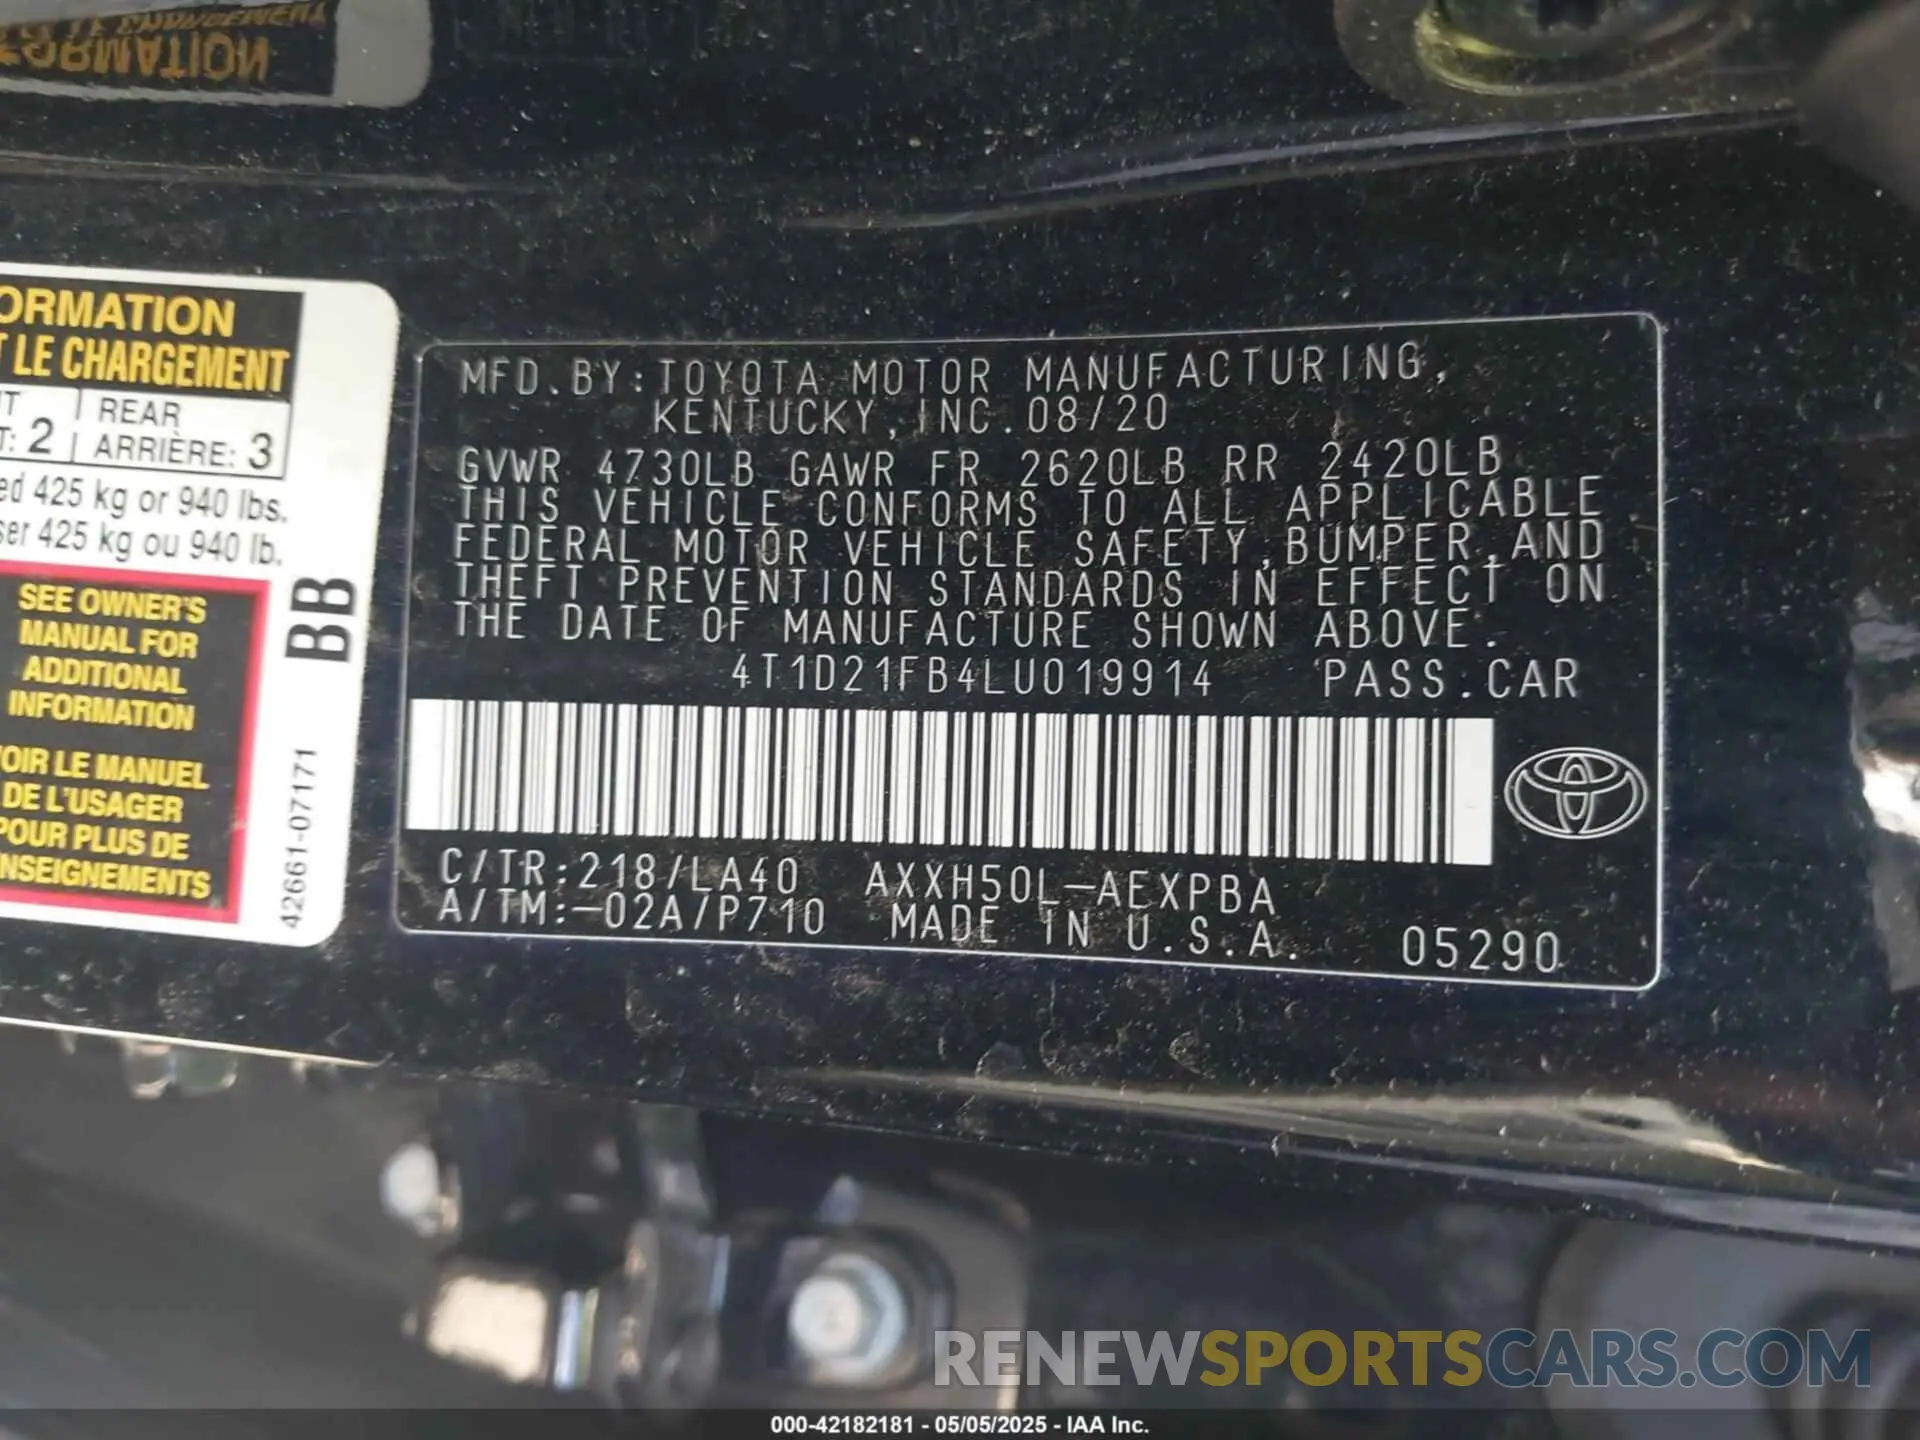 LE CHARGEMENT
FORMATION
ORMATION
T LE CHARGEMENT
REAR
T: 2 ARRIÈRE: 3
ed 425 kg or 940 lbs.
ser 425 kg ou 940 lb.
SEE OWNER'S
MANUAL FOR
ADDITIONAL
INFORMATION
VOIR LE MANUEL
DE L'USAGER
POUR PLUS DE
NSEIGNEMENTS
BB
42661-07171
MFD.BY:TOYOTA MOTOR MANUFACTURING,
KENTUCKY,INC.08/20
GVWR 4730LB GAWR FR 2620LB RR 2420LB
THIS VEHICLE CONFORMS TO ALL APPLICABLE
FEDERAL MOTOR VEHICLE SAFETY,BUMPER,AND
THEFT PREVENTION STANDARDS IN EFFECT ON
THE DATE OF MANUFACTURE SHOWN ABOVE.
4T1D21FB4LU019914 PASS.CAR
C/TR:218/LA40 AXXH50L-AEXPBA
A/TM:-02A/P710 MADE IN U.S.A.
05290
RENEWSPORTSCARS.COM
000-42182181 - 05/05/2025 - IAA Inc.